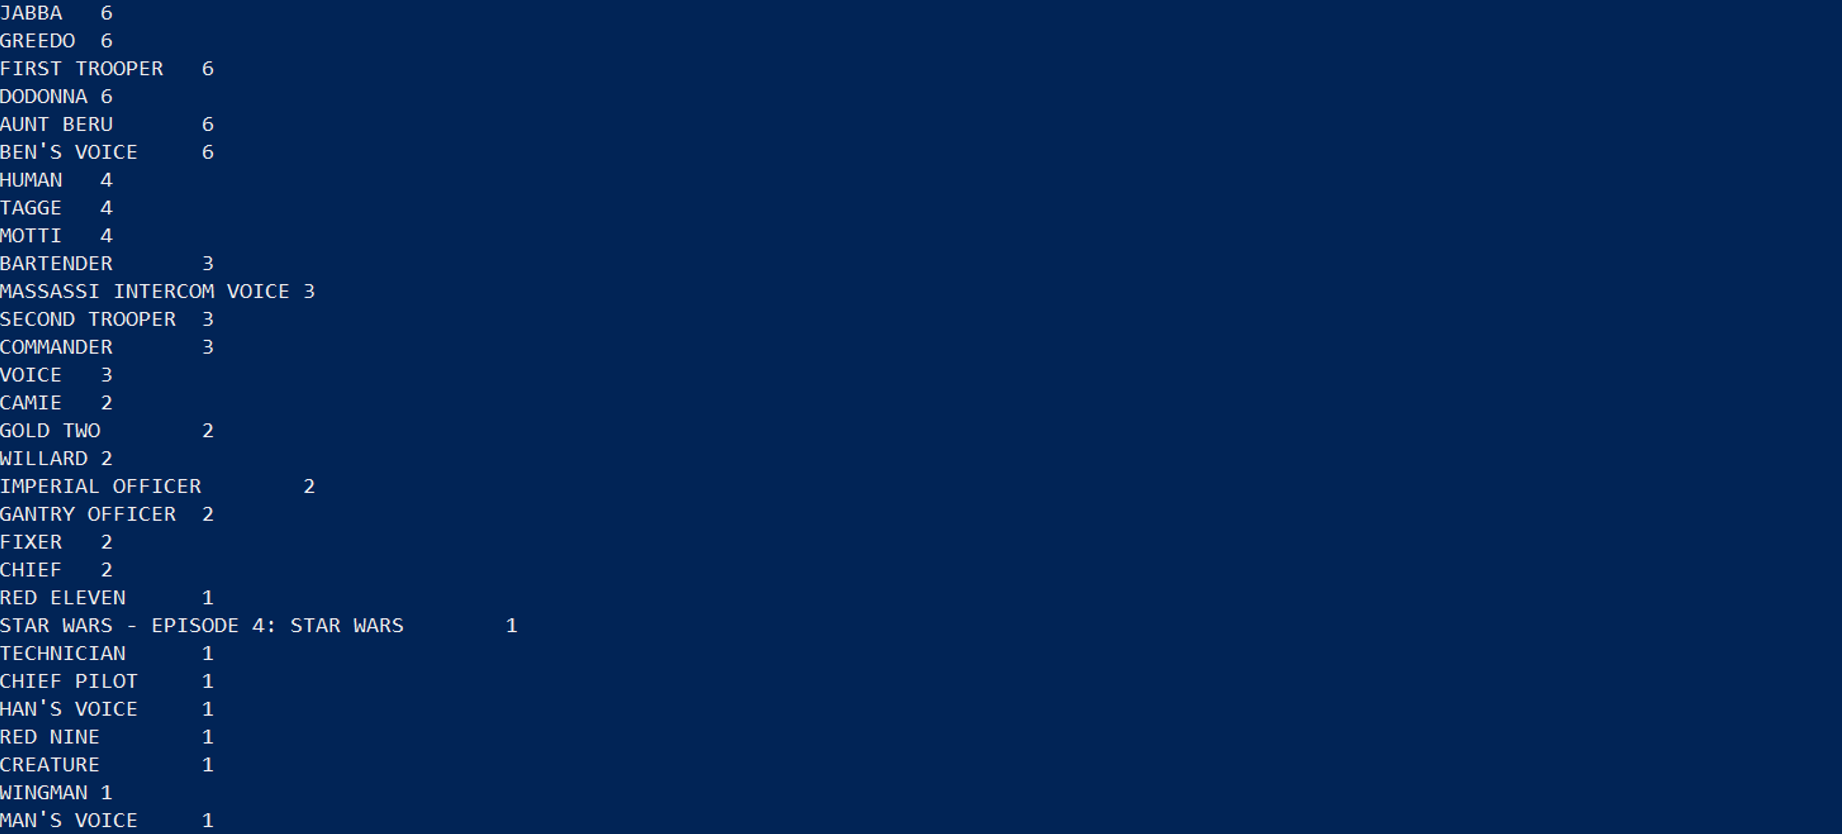 JABBA 6
GREEDO 6
FIRST TROOPER 6
DODONNA 6
AUNT BERU 6
BEN'S VOICE 6
HUMAN 4
TAGGE 4
MOTTI 4
BARTENDER 3
MASSASSI INTERCOM VOICE 3
SECOND TROOPER 3
COMMANDER 3
VOICE 3
CAMIE 2
GOLD TWO 2
WILLARD 2
IMPERIAL OFFICER 2
GANTRY OFFICER 2
FIXER 2
CHIEF 2
RED ELEVEN 1
STAR WARS - EPISODE 4: STAR WARS 1
TECHNICIAN 1
CHIEF PILOT 1
HAN'S VOICE 1
RED NINE 1
CREATURE 1
WINGMAN 1
MAN'S VOICE 1